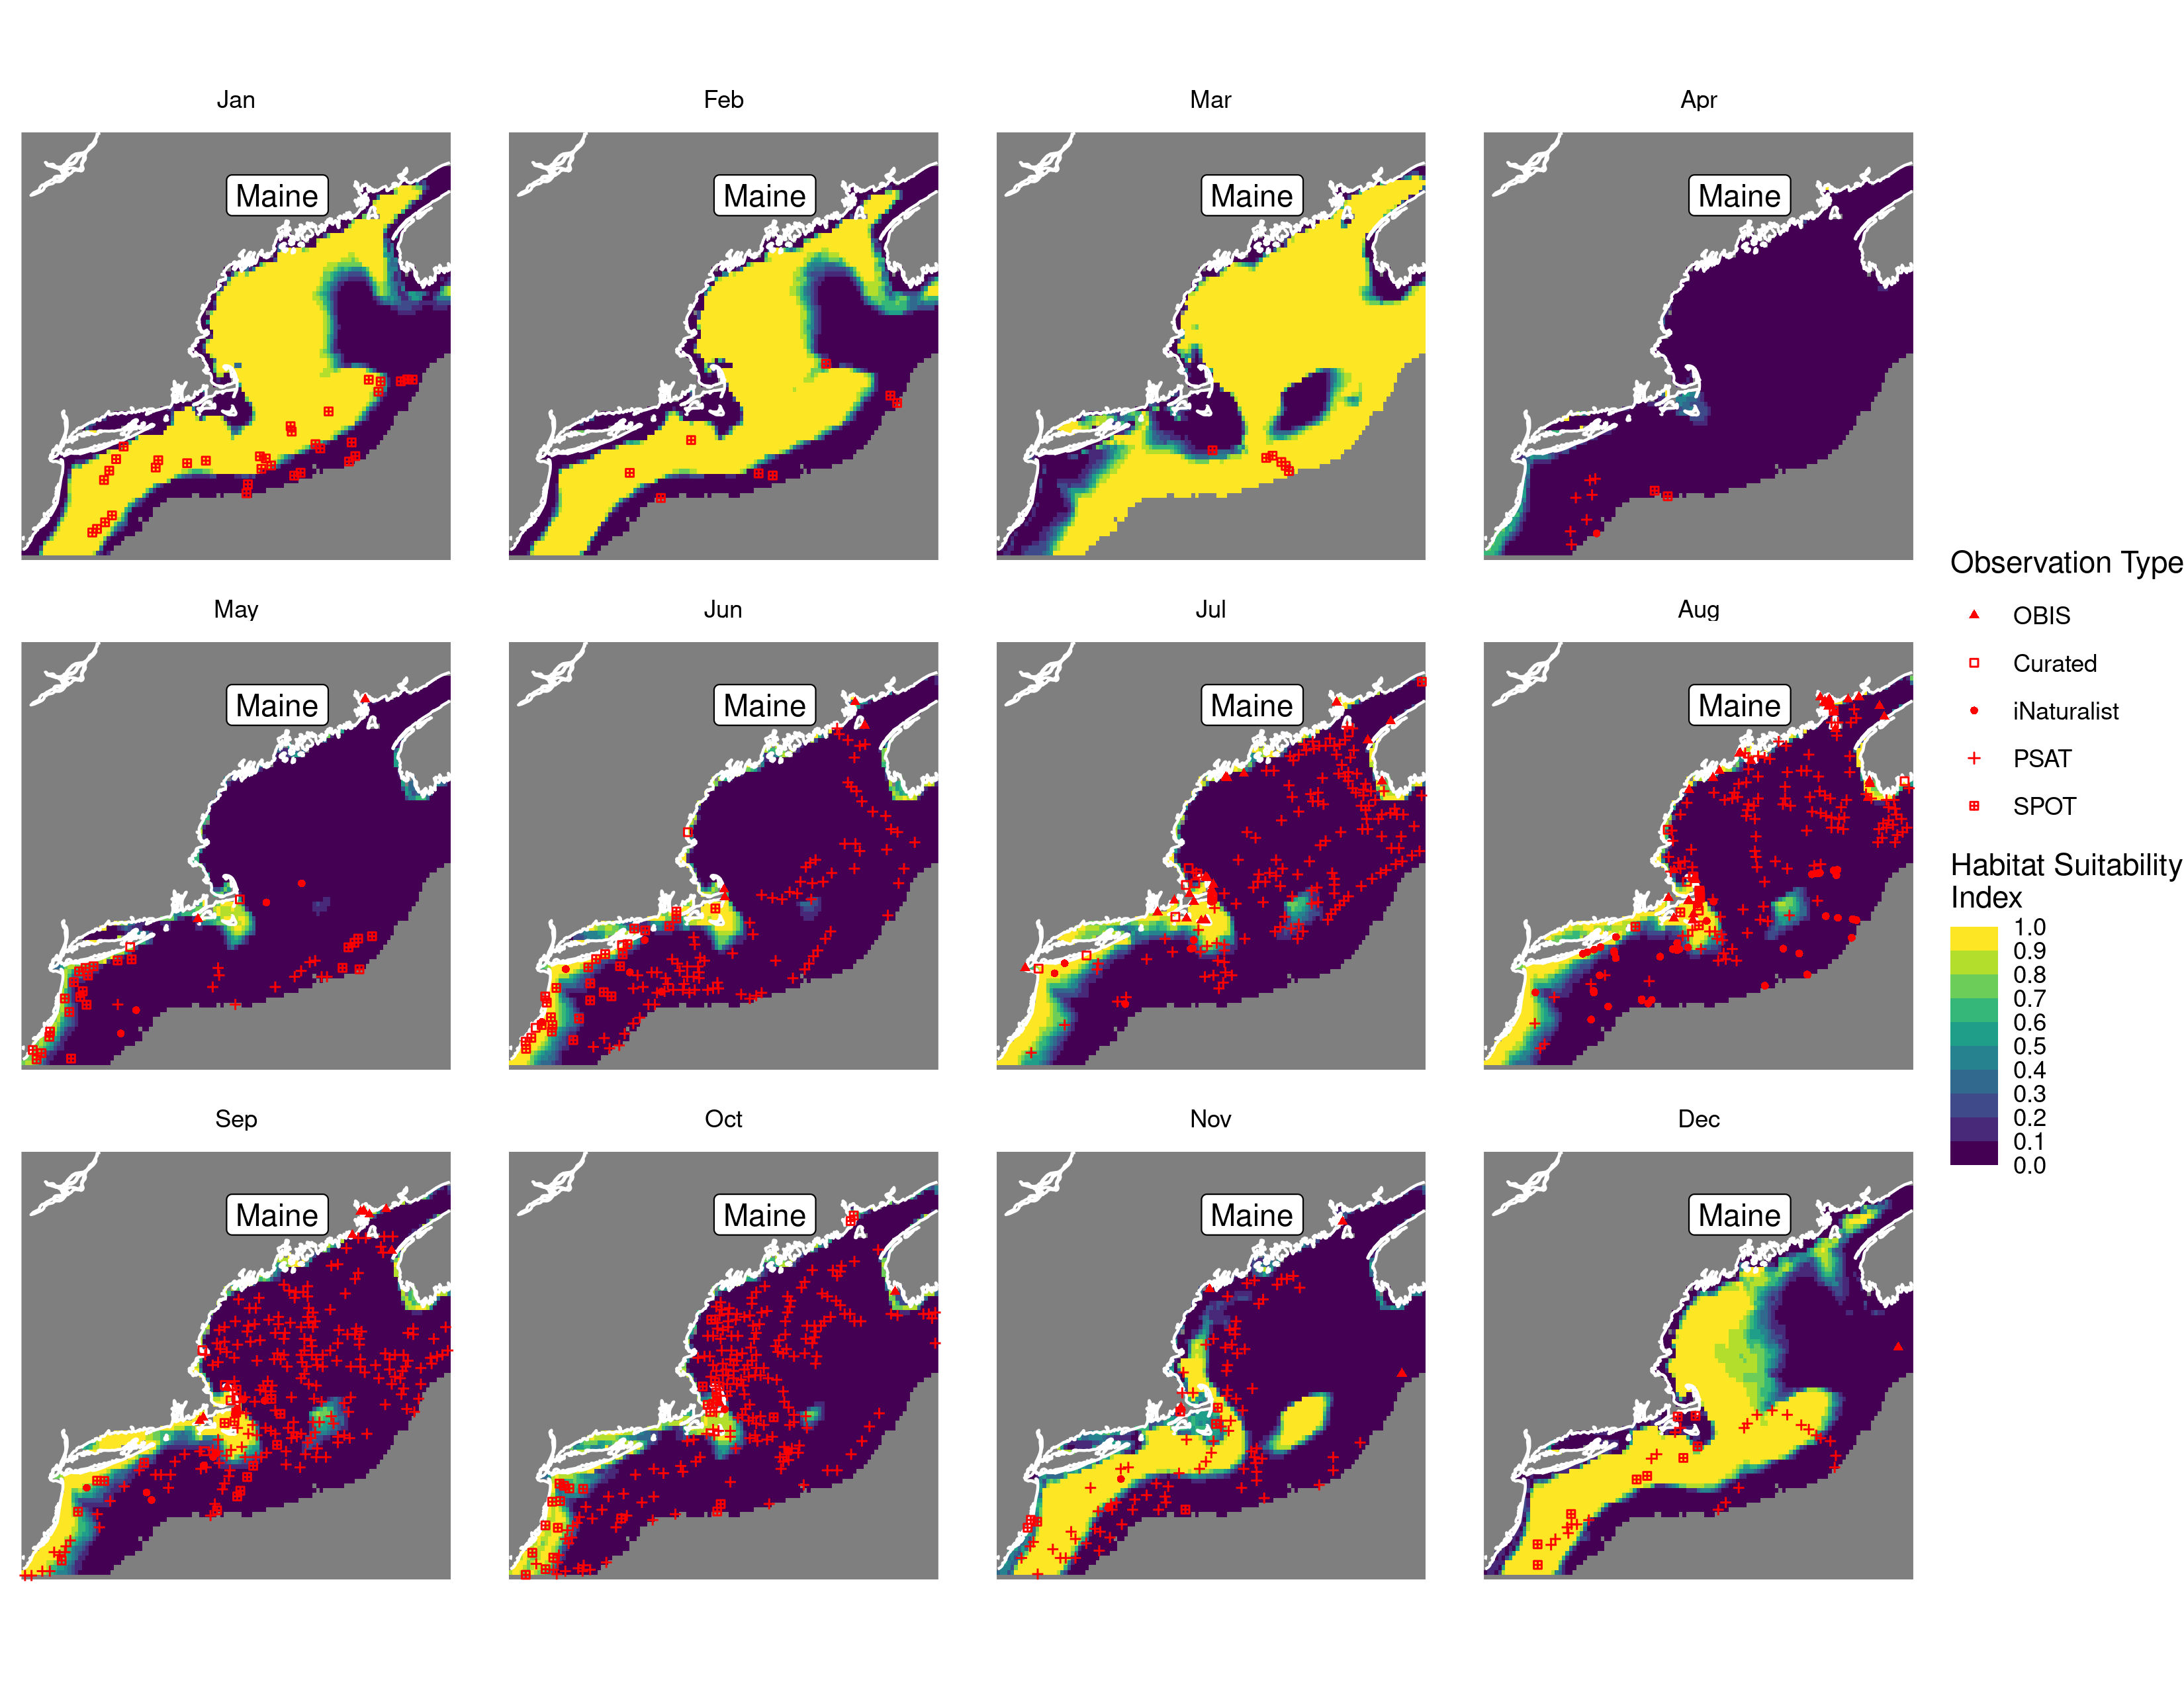 Jan
Feb
Mar
Apr
Maine
Maine
Maine
Maine
May
Jun
Jul
Aug
Maine
Maine
Maine
Maine
Sep
Oct
Nov
Dec
Maine
Maine
Maine
Maine
Observation Type
OBIS
Curated
iNaturalist
PSAT
SPOT
Habitat Suitability
Index
1.0
0.9
0.8
0.7
0.6
0.5
0.4
0.3
0.2
0.1
0.0